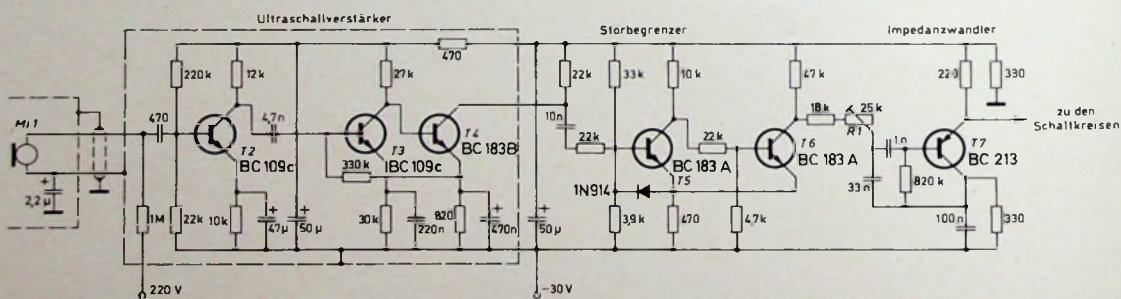 Ultraschallverstärker
Störbegrenzer
Impedanzwandler
470
220k
12k
27k
22k
33k
10k
47k
220
330
Mi 1
470
4,7n
10n
22k
22k
18k
25k
R1
zu den
Schaltkreisen
T2
BC 109c
T3
BC 109c
T4
BC 183B
T5
BC 183 A
T6
BC 183 A
T7
BC 213
1n
330k
1N914
33n
820k
2,2µ
1M
22k
10k
47µ
50µ
30k
220n
820
470n
50µ
3,9k
470
4,7k
100n
330
220 V
-30V